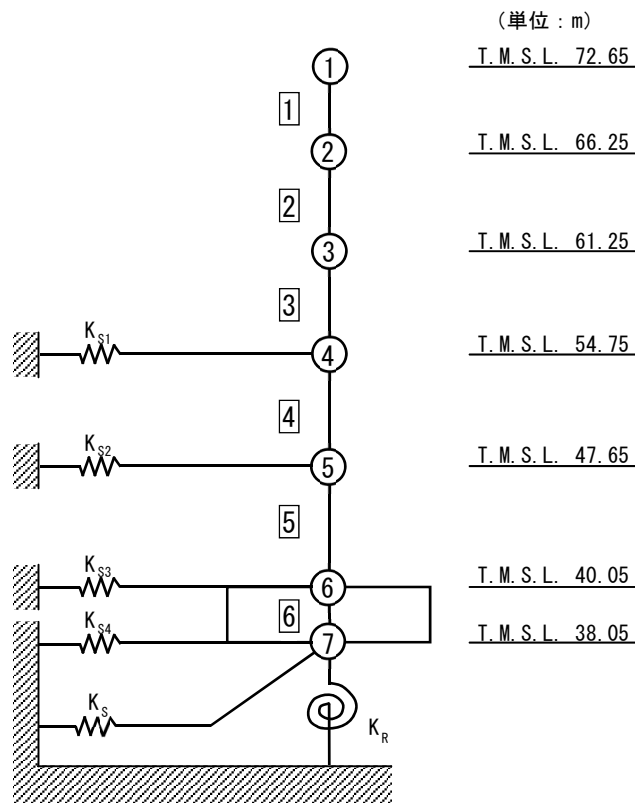 (単位:m)
① T.M.S.L. 72.65
1
② T.M.S.L. 66.25
2
③ T.M.S.L. 61.25
3
K_S1 ④ T.M.S.L. 54.75
4
K_S2 ⑤ T.M.S.L. 47.65
5
K_S3 ⑥ T.M.S.L. 40.05
6
K_S4 ⑦ T.M.S.L. 38.05
K_S
K_R